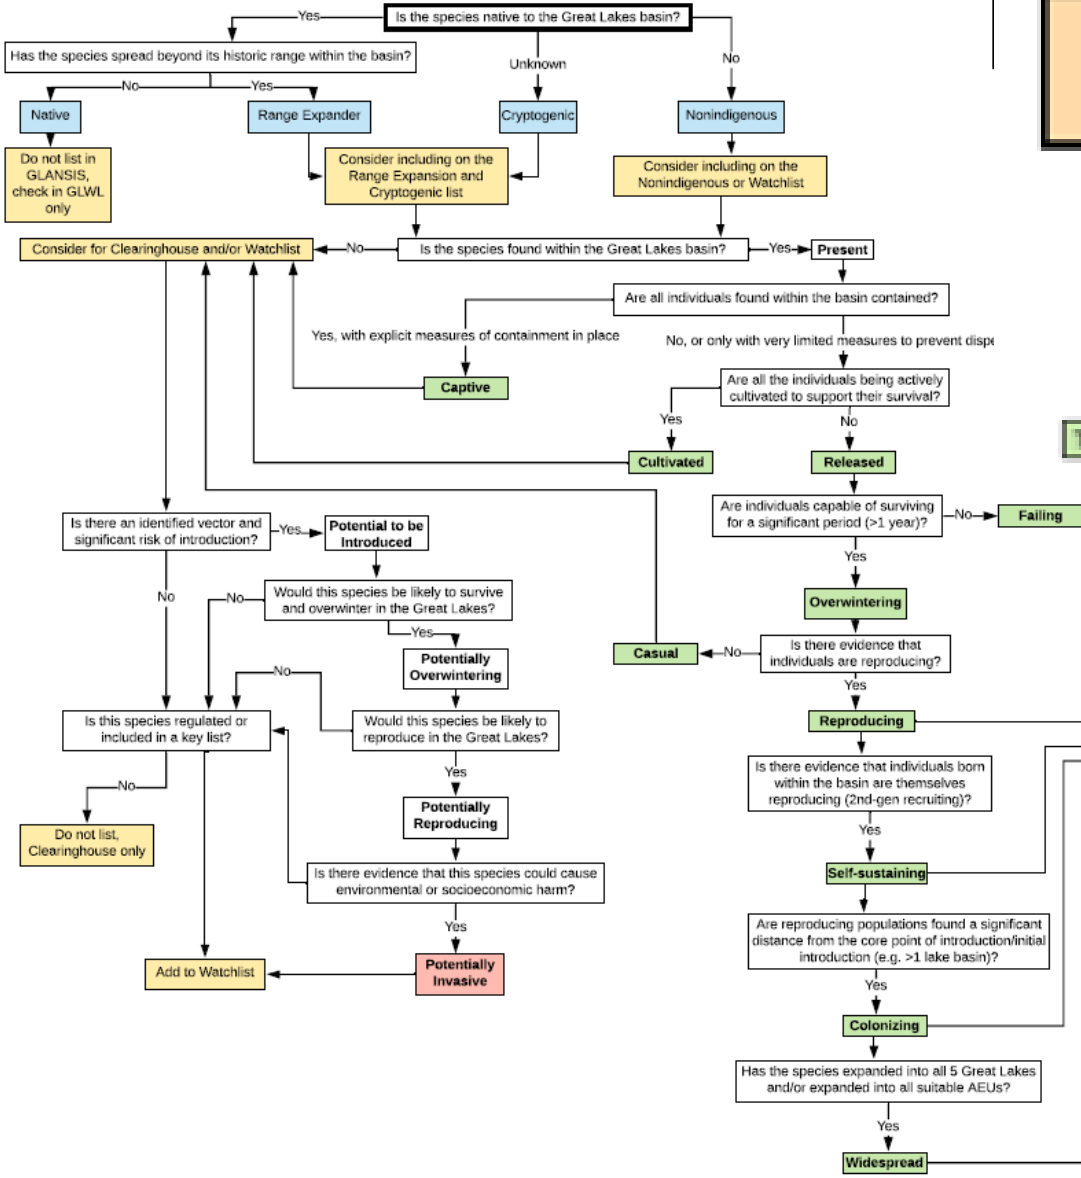 Is the species native to the Great Lakes basin?
Yes
Has the species spread beyond its historic range within the basin?
Unknown
No
No
Yes
Native
Range Expander
Cryptogenic
Nonindigenous
Do not list in
GLANSIS,
check in GLWL
only
Consider including on the
Range Expansion and
Cryptogenic list
Consider including on the
Nonindigenous or Watchlist
Consider for Clearinghouse and/or Watchlist
No
Is the species found within the Great Lakes basin?
Yes
Present
Are all individuals found within the basin contained?
Yes, with explicit measures of containment in place
No, or only with very limited measures to prevent dispe
Captive
Are all the individuals being actively
cultivated to support their survival?
Yes
No
Cultivated
Released
Are individuals capable of surviving
for a significant period (>1 year)?
No
Failing
Yes
Overwintering
Is there evidence that
individuals are reproducing?
No
Casual
Yes
Reproducing
Is there evidence that individuals born
within the basin are themselves
reproducing (2nd-gen recruiting)?
Yes
Self-sustaining
Are reproducing populations found a significant
distance from the core point of introduction/initial
introduction (e.g. >1 lake basin)?
Yes
Colonizing
Has the species expanded into all 5 Great Lakes
and/or expanded into all suitable AEUs?
Yes
Widespread
Is there an identified vector and
significant risk of introduction?
Yes
Potential to be
Introduced
No
Would this species be likely to survive
and overwinter in the Great Lakes?
No
Yes
Potentially
Overwintering
No
Is this species regulated or
included in a key list?
Would this species be likely to
reproduce in the Great Lakes?
Yes
No
Potentially
Reproducing
Do not list,
Clearinghouse only
Is there evidence that this species could cause
environmental or socioeconomic harm?
Yes
Add to Watchlist
Potentially
Invasive